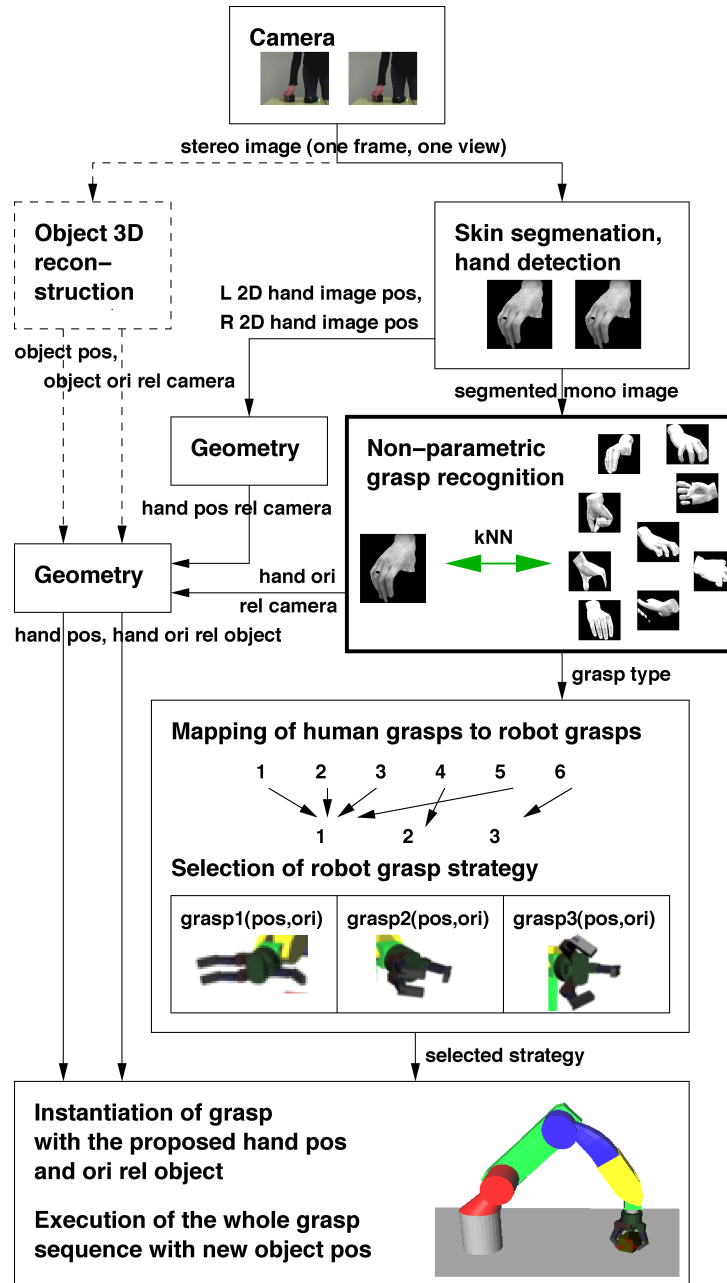 Camera
stereo image (one frame, one view)
Object 3D
recon−
struction
Skin segmenation,
hand detection
L 2D hand image pos,
R 2D hand image pos
object pos,
object ori rel camera
segmented mono image
Geometry
Non−parametric
grasp recognition
hand pos rel camera
kNN
Geometry
hand ori
rel camera
hand pos, hand ori rel object
grasp type
Mapping of human grasps to robot grasps
1 2 3 4 5 6
1 2 3
Selection of robot grasp strategy
grasp1(pos,ori) grasp2(pos,ori) grasp3(pos,ori)
selected strategy
Instantiation of grasp
with the proposed hand pos
and ori rel object
Execution of the whole grasp
sequence with new object pos